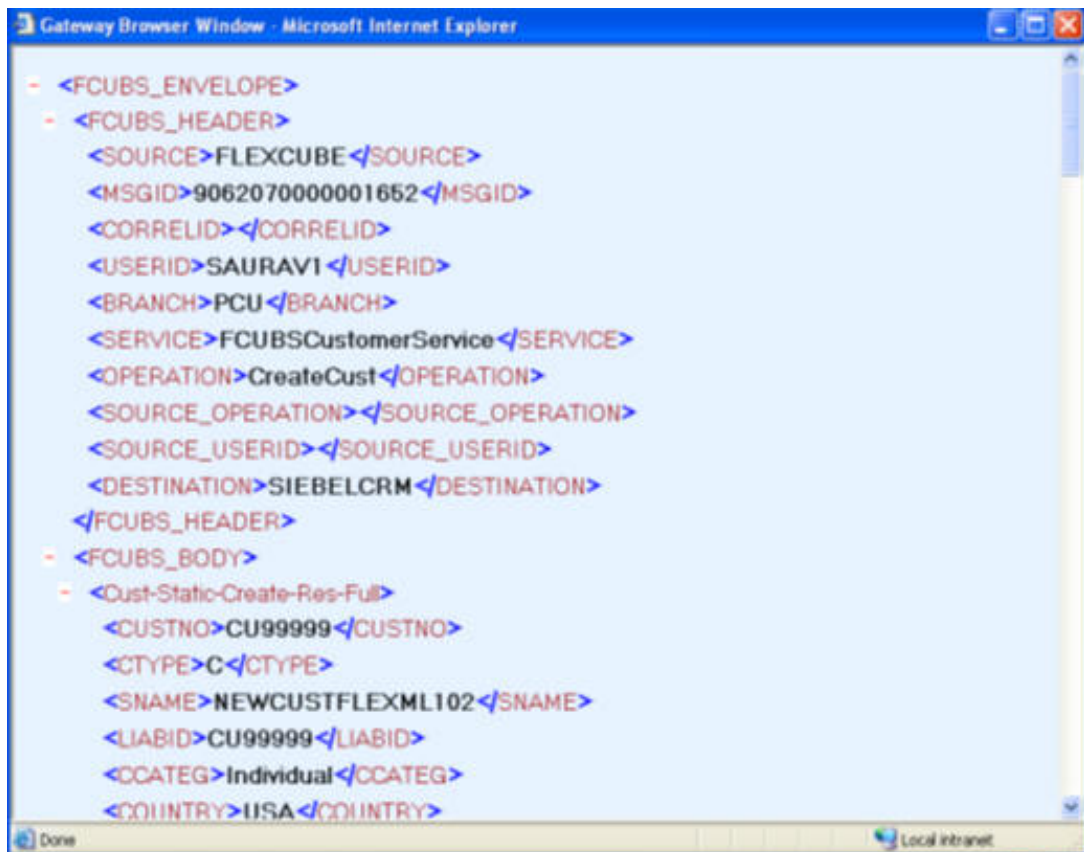 Gateway Browser Window - Microsoft Internet Explorer
- <FCUBS_ENVELOPE>
- <FCUBS_HEADER>
<SOURCE>FLEXCUBE</SOURCE>
<MSGID>9062070000001652</MSGID>
<CORRELID></CORRELID>
<USERID>SAURAV1</USERID>
<BRANCH>PCU</BRANCH>
<SERVICE>FCUBSCustomerService</SERVICE>
<OPERATION>CreateCust</OPERATION>
<SOURCE_OPERATION></SOURCE_OPERATION>
<SOURCE_USERID></SOURCE_USERID>
<DESTINATION>SIEBELCRM</DESTINATION>
</FCUBS_HEADER>
- <FCUBS_BODY>
- <Cust-Static-Create-Res-Full>
<CUSTNO>CU99999</CUSTNO>
<CTYPE>C</CTYPE>
<SNAME>NEWCUSTFLEXML102</SNAME>
<LIABID>CU99999</LIABID>
<CCATEG>Individual</CCATEG>
<COUNTRY>USA</COUNTRY>
Done Local intranet